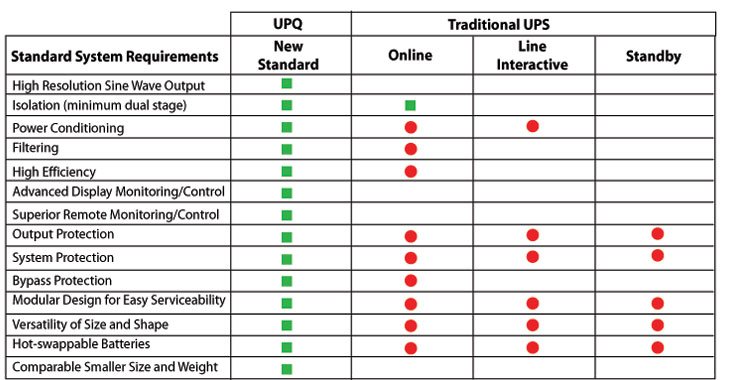 UPQ Traditional UPS
Standard System Requirements New Standard Online Line Interactive Standby
High Resolution Sine Wave Output
Isolation (minimum dual stage)
Power Conditioning
Filtering
High Efficiency
Advanced Display Monitoring/Control
Superior Remote Monitoring/Control
Output Protection
System Protection
Bypass Protection
Modular Design for Easy Serviceability
Versatility of Size and Shape
Hot-swappable Batteries
Comparable Smaller Size and Weight